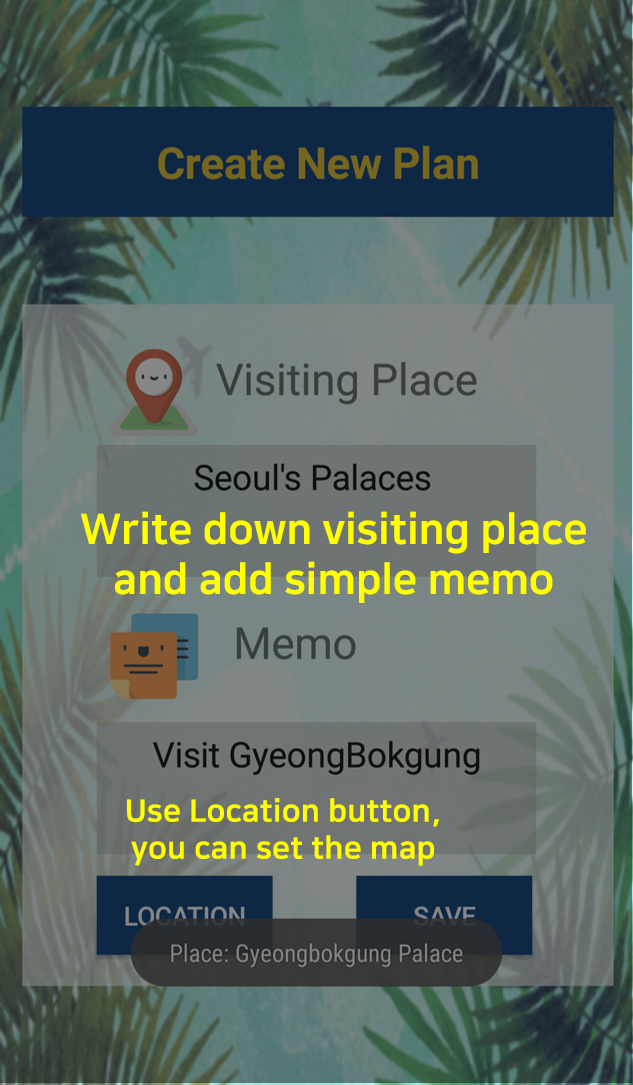 Create New Plan
Visiting Place
Seoul's Palaces
Write down visiting place
and add simple memo
Memo
Visit GyeongBokgung
Use Location button,
you can set the map
LOCATION
SAVE
Place: Gyeongbokgung Palace